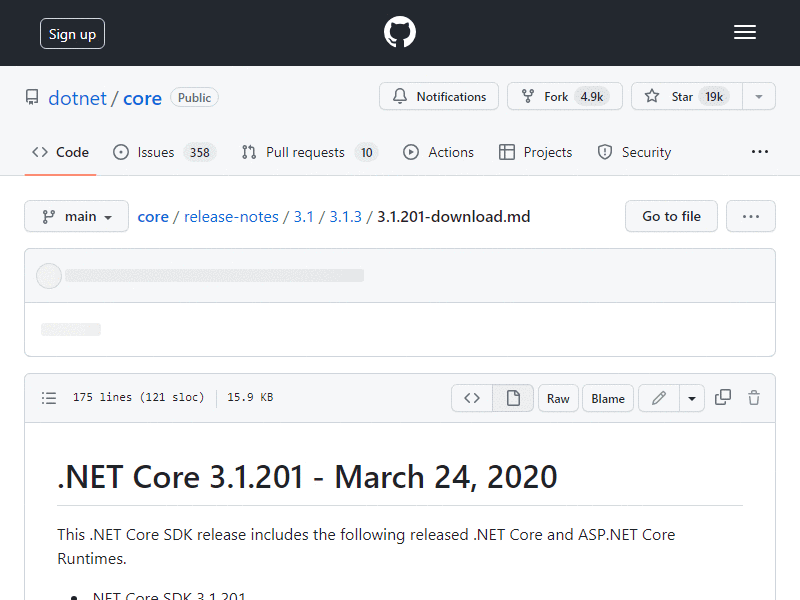 Sign up
dotnet / core Public
Notifications Fork 4.9k Star 19k
Code Issues 358 Pull requests 10 Actions Projects Security
main core / release-notes / 3.1 / 3.1.3 / 3.1.201-download.md Go to file
175 lines (121 sloc) 15.9 KB Raw Blame
.NET Core 3.1.201 - March 24, 2020
This .NET Core SDK release includes the following released .NET Core and ASP.NET Core
Runtimes.
.NET Core SDK 3.1.201